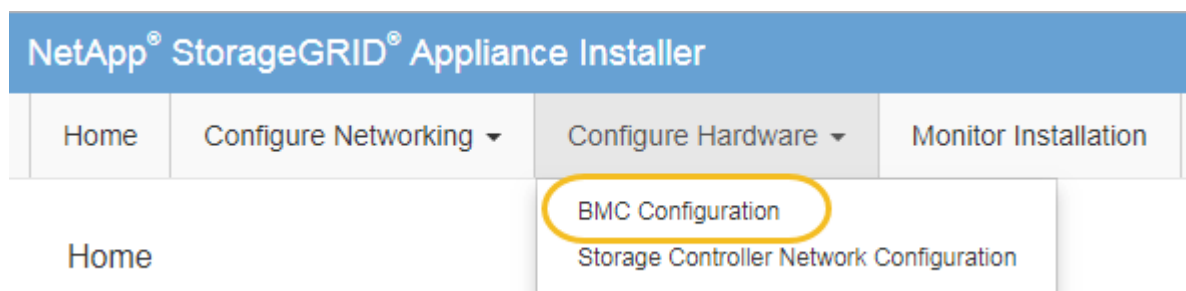 NetApp® StorageGRID® Appliance Installer
Home Configure Networking Configure Hardware Monitor Installation
BMC Configuration
Home
Storage Controller Network Configuration